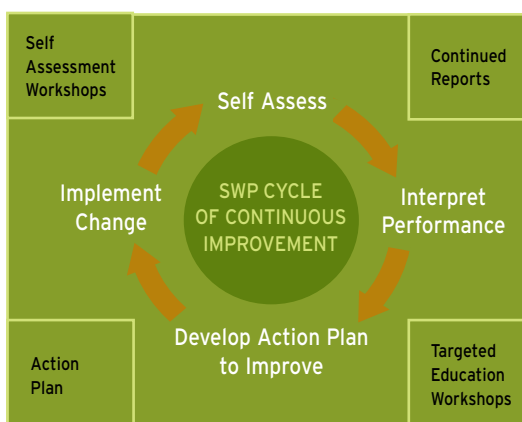 Self
Assessment
Workshops
Continued
Reports
Self Assess
Implement
Change
SWP CYCLE
OF CONTINUOUS
IMPROVEMENT
Interpret
Performance
Develop Action Plan
to Improve
Action
Plan
Targeted
Education
Workshops